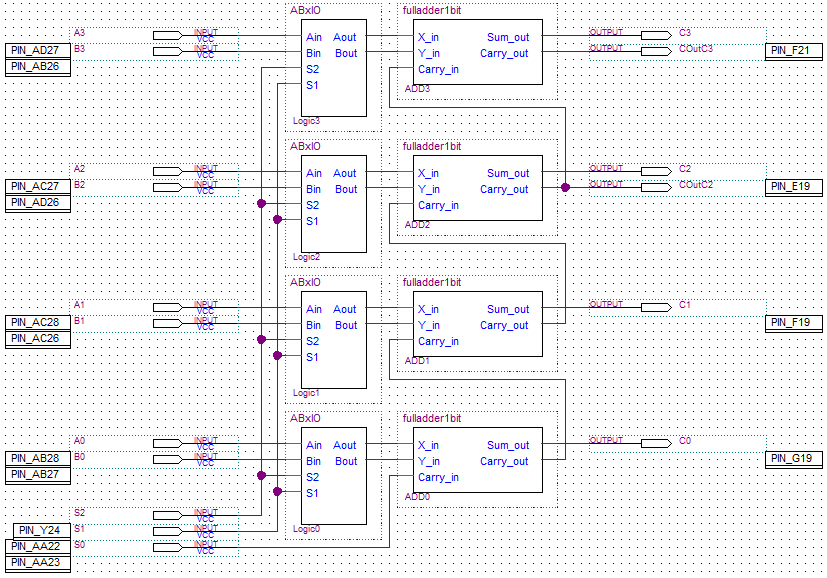 ABxIO fulladder1bit
A3 INPUT VCC Ain Aout X_in Sum_out OUTPUT C3
PIN_AD27 B3 INPUT VCC Bin Bout Y_in Carry_out OUTPUT COutC3 PIN_F21
PIN_AB26 S2 Carry_in
S1 ADD3
Logic3
ABxIO fulladder1bit
A2 INPUT VCC Ain Aout X_in Sum_out OUTPUT C2
PIN_AC27 B2 INPUT VCC Bin Bout Y_in Carry_out OUTPUT COutC2 PIN_E19
PIN_AD26 S2 Carry_in
S1 ADD2
Logic2
ABxIO fulladder1bit
A1 INPUT VCC Ain Aout X_in Sum_out OUTPUT C1
PIN_AC28 B1 INPUT VCC Bin Bout Y_in Carry_out PIN_F19
PIN_AC26 S2 Carry_in
S1 ADD1
Logic1
ABxIO fulladder1bit
A0 INPUT VCC Ain Aout X_in Sum_out OUTPUT C0
PIN_AB28 B0 INPUT VCC Bin Bout Y_in Carry_out PIN_G19
PIN_AB27 S2 Carry_in
S1 ADD0
S2 INPUT VCC
PIN_Y24 S1 INPUT VCC Logic0
PIN_AA22 S0 INPUT VCC
PIN_AA23